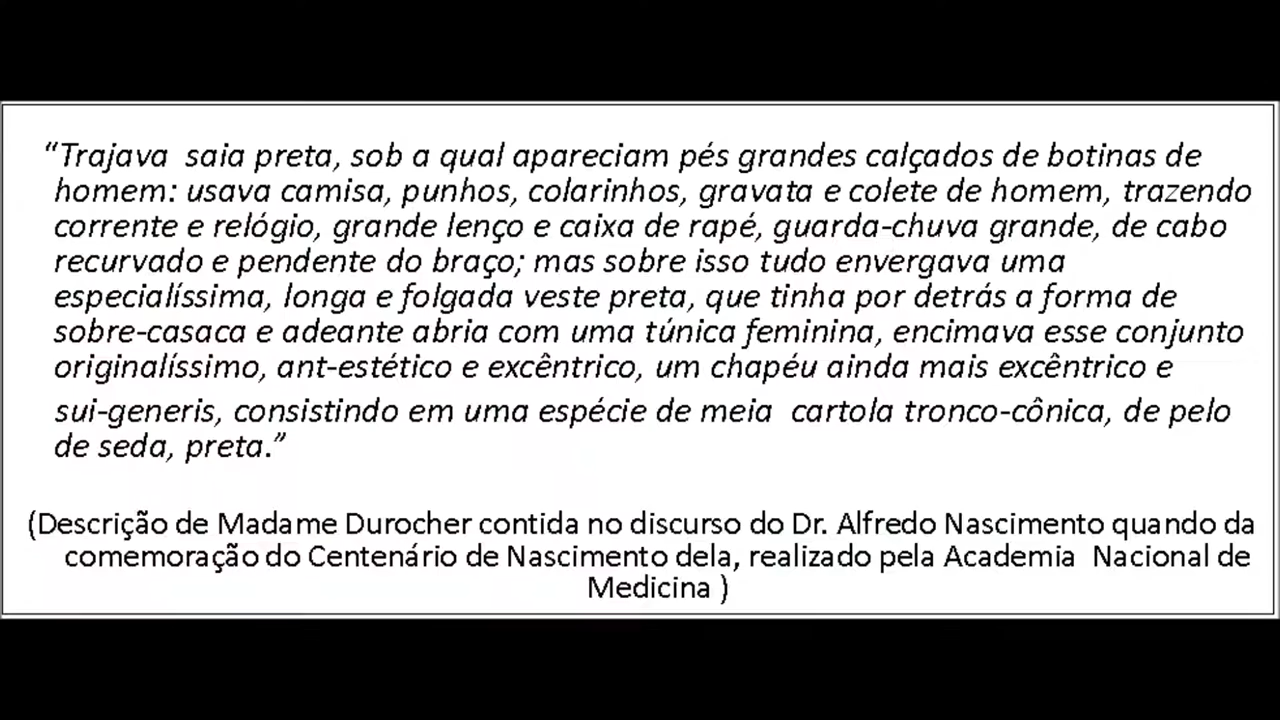 “Trajava saia preta, sob a qual apareciam pés grandes calçados de botinas de
homem: usava camisa, punhos, colarinhos, gravata e colete de homem, trazendo
corrente e relógio, grande lenço e caixa de rapé, guarda-chuva grande, de cabo
recurvado e pendente do braço; mas sobre isso tudo envergava uma
especialíssima, longa e folgada veste preta, que tinha por detrás a forma de
sobre-casaca e adeante abria com uma túnica feminina, encimava esse conjunto
originalíssimo, ant-estético e excêntrico, um chapéu ainda mais excêntrico e
sui-generis, consistindo em uma espécie de meia cartola tronco-cônica, de pelo
de seda, preta.”
(Descrição de Madame Durocher contida no discurso do Dr. Alfredo Nascimento quando da
comemoração do Centenário de Nascimento dela, realizado pela Academia Nacional de
Medicina )